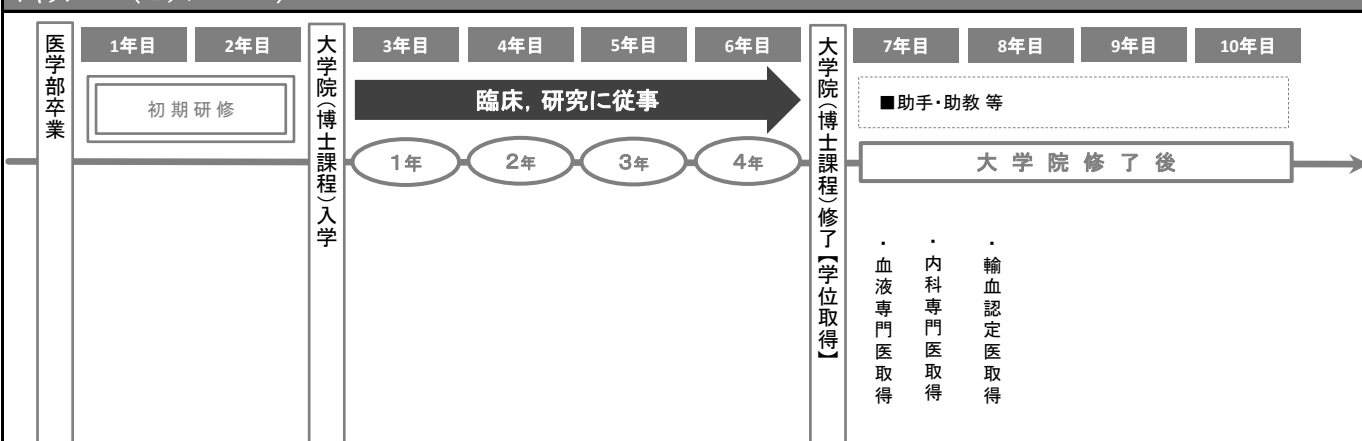 医学部卒業
1年目
2年目
初期研修
大学院（博士課程）入学
3年目
4年目
5年目
6年目
臨床，研究に従事
1年
2年
3年
4年
大学院（博士課程）修了【学位取得】
7年目
8年目
9年目
10年目
■助手・助教 等
大学院修了後
・血液専門医取得
・内科専門医取得
・輸血認定医取得